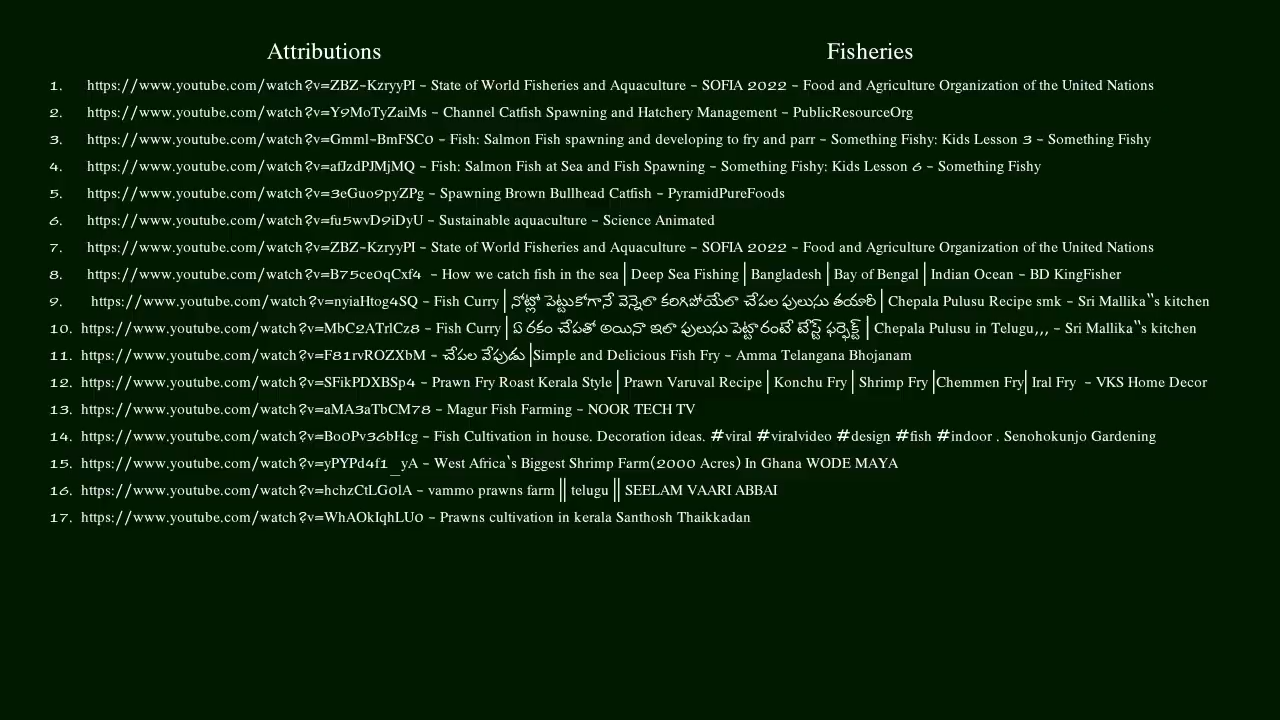 Attributions Fisheries
1. https://www.youtube.com/watch?v=ZBZ-KzryyPI - State of World Fisheries and Aquaculture - SOFIA 2022 - Food and Agriculture Organization of the United Nations
2. https://www.youtube.com/watch?v=Y9MoTyZaiMs - Channel Catfish Spawning and Hatchery Management - PublicResourceOrg
3. https://www.youtube.com/watch?v=Gmml-BmFSC0 - Fish: Salmon Fish spawning and developing to fry and parr - Something Fishy: Kids Lesson 3 - Something Fishy
4. https://www.youtube.com/watch?v=afJzdPJMjMQ - Fish: Salmon Fish at Sea and Fish Spawning - Something Fishy: Kids Lesson 6 - Something Fishy
5. https://www.youtube.com/watch?v=3eGuo9pyZPg - Spawning Brown Bullhead Catfish - PyramidPureFoods
6. https://www.youtube.com/watch?v=fu5wvD9iDyU - Sustainable aquaculture - Science Animated
7. https://www.youtube.com/watch?v=ZBZ-KzryyPI - State of World Fisheries and Aquaculture - SOFIA 2022 - Food and Agriculture Organization of the United Nations
8. https://www.youtube.com/watch?v=B75ceoqCxf4 - How we catch fish in the sea | Deep Sea Fishing | Bangladesh | Bay of Bengal | Indian Ocean - BD KingFisher
9. https://www.youtube.com/watch?v=nyiaHtog4SQ - Fish Curry | నోట్లో పెట్టుకోగానే వెన్నెలా కరిగిపోయేలా చేపల పులుసు తయారీ | Chepala Pulusu Recipe smk - Sri Mallika"s kitchen
10. https://www.youtube.com/watch?v=MbC2ATrlCz8 - Fish Curry | ఏ రకం చేపతో అయినా ఇలా పులుసు పెట్టారంటే టేస్ట్ పర్ఫెక్ట్ | Chepala Pulusu in Telugu,,, - Sri Mallika"s kitchen
11. https://www.youtube.com/watch?v=F81rvROZXbM - చేపల వేపుడు |Simple and Delicious Fish Fry - Amma Telangana Bhojanam
12. https://www.youtube.com/watch?v=SFikPDXBSp4 - Prawn Fry Roast Kerala Style | Prawn Varuval Recipe | Konchu Fry | Shrimp Fry |Chemmen Fry| Iral Fry - VKS Home Decor
13. https://www.youtube.com/watch?v=aMA3aTbCM78 - Magur Fish Farming - NOOR TECH TV
14. https://www.youtube.com/watch?v=Bo0Pv36bHcg - Fish Cultivation in house. Decoration ideas. #viral #viralvideo #design #fish #indoor . Senohokunjo Gardening
15. https://www.youtube.com/watch?v=yPYPd4f1_yA - West Africa's Biggest Shrimp Farm(2000 Acres) In Ghana WODE MAYA
16. https://www.youtube.com/watch?v=hchzCtLG0lA - vammo prawns farm || telugu || SEELAM VAARI ABBAI
17. https://www.youtube.com/watch?v=WhAOkIqhLU0 - Prawns cultivation in kerala Santhosh Thaikkadan